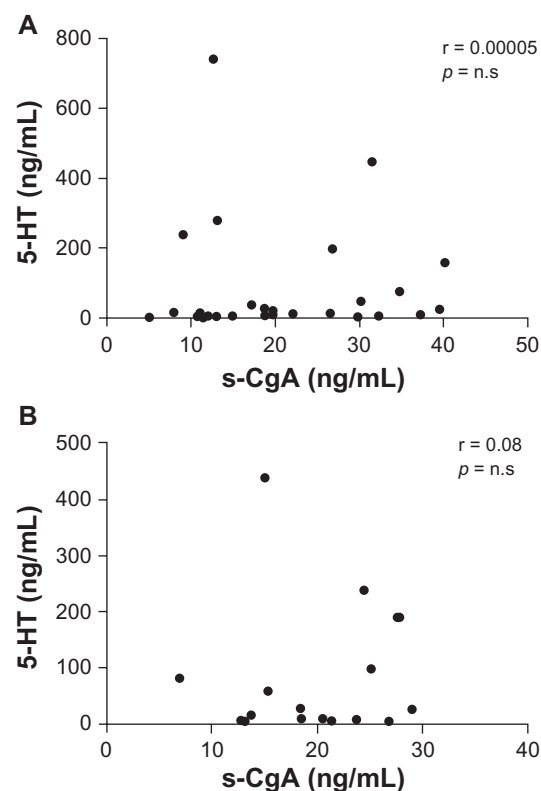 A
800
600
400
200
0
5-HT (ng/mL)
r = 0.00005
p = n.s
0 10 20 30 40 50
s-CgA (ng/mL)
B
500
400
300
200
100
0
5-HT (ng/mL)
r = 0.08
p = n.s
0 10 20 30 40
s-CgA (ng/mL)